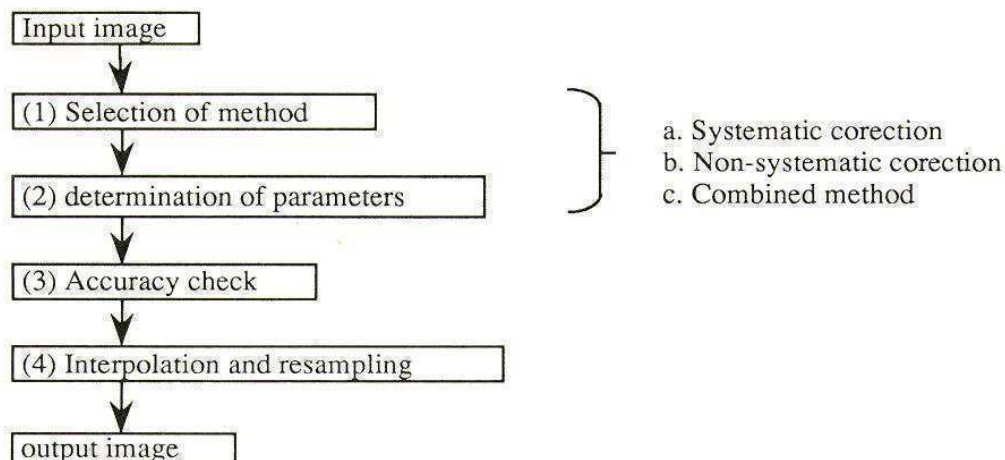 Input image
(1) Selection of method
a. Systematic corection
b. Non-systematic corection
(2) determination of parameters
c. Combined method
(3) Accuracy check
(4) Interpolation and resampling
output image